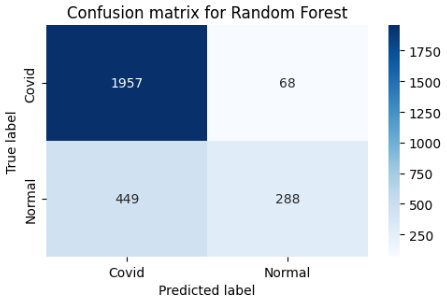 Confusion matrix for Random Forest
True label
Covid
Normal
1957
68
449
288
Covid
Normal
Predicted label
1750
1500
1250
1000
750
500
250